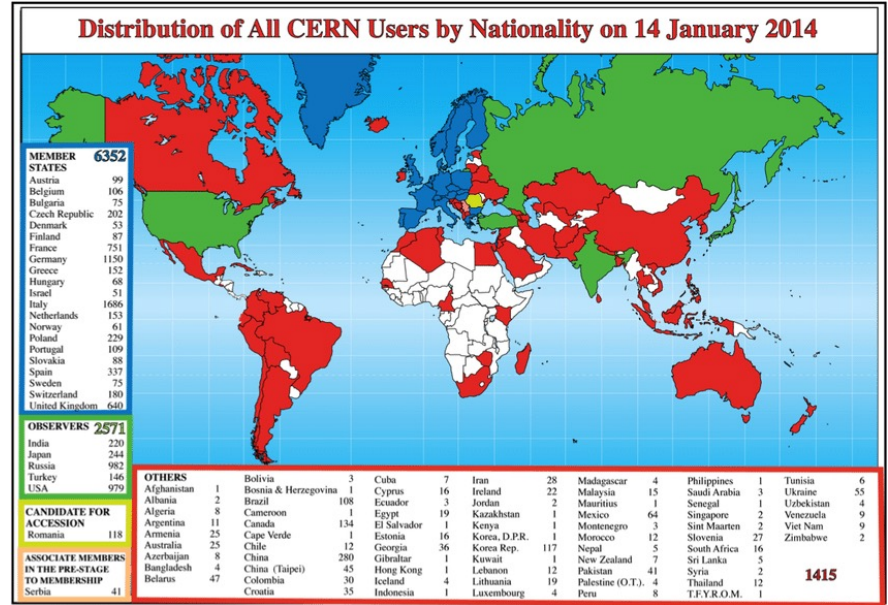 Distribution of All CERN Users by Nationality on 14 January 2014
MEMBER STATES 6352
Austria 99
Belgium 106
Bulgaria 75
Czech Republic 202
Denmark 53
Finland 87
France 751
Germany 1150
Greece 152
Hungary 68
Israel 51
Italy 1686
Netherlands 153
Norway 61
Poland 229
Portugal 109
Slovakia 88
Spain 337
Sweden 75
Switzerland 180
United Kingdom 640
OBSERVERS 2571
India 220
Japan 244
Russia 982
Turkey 146
USA 979
CANDIDATE FOR
ACCESSION
Romania 118
ASSOCIATE MEMBERS
IN THE PRE-STAGE
TO MEMBERSHIP
Serbia 41
OTHERS
Afghanistan 1
Albania 2
Algeria 8
Argentina 11
Armenia 25
Australia 25
Azerbaijan 8
Bangladesh 4
Belarus 47
Bolivia 3
Bosnia & Herzegovina 1
Brazil 108
Cameroon 1
Canada 134
Cape Verde 1
Chile 12
China 280
China (Taipei) 45
Colombia 30
Croatia 35
Cuba 7
Cyprus 16
Ecuador 3
Egypt 19
El Salvador 1
Estonia 16
Georgia 36
Gibraltar 1
Hong Kong 1
Iceland 4
Indonesia 1
Iran 28
Ireland 22
Jordan 2
Kazakhstan 1
Kenya 1
Korea, D.P.R. 1
Korea Rep. 117
Kuwait 1
Lebanon 12
Lithuania 19
Luxembourg 4
Madagascar 4
Malaysia 15
Mauritius 1
Mexico 64
Montenegro 3
Morocco 12
Nepal 5
New Zealand 7
Pakistan 41
Palestine (O.T.). 4
Peru 8
Philippines 1
Saudi Arabia 3
Senegal 1
Singapore 2
Sint Maarten 2
Slovenia 27
South Africa 16
Sri Lanka 5
Syria 2
Thailand 12
T.F.Y.R.O.M. 1
Tunisia 6
Ukraine 55
Uzbekistan 4
Venezuela 9
Viet Nam 9
Zimbabwe 2
1415